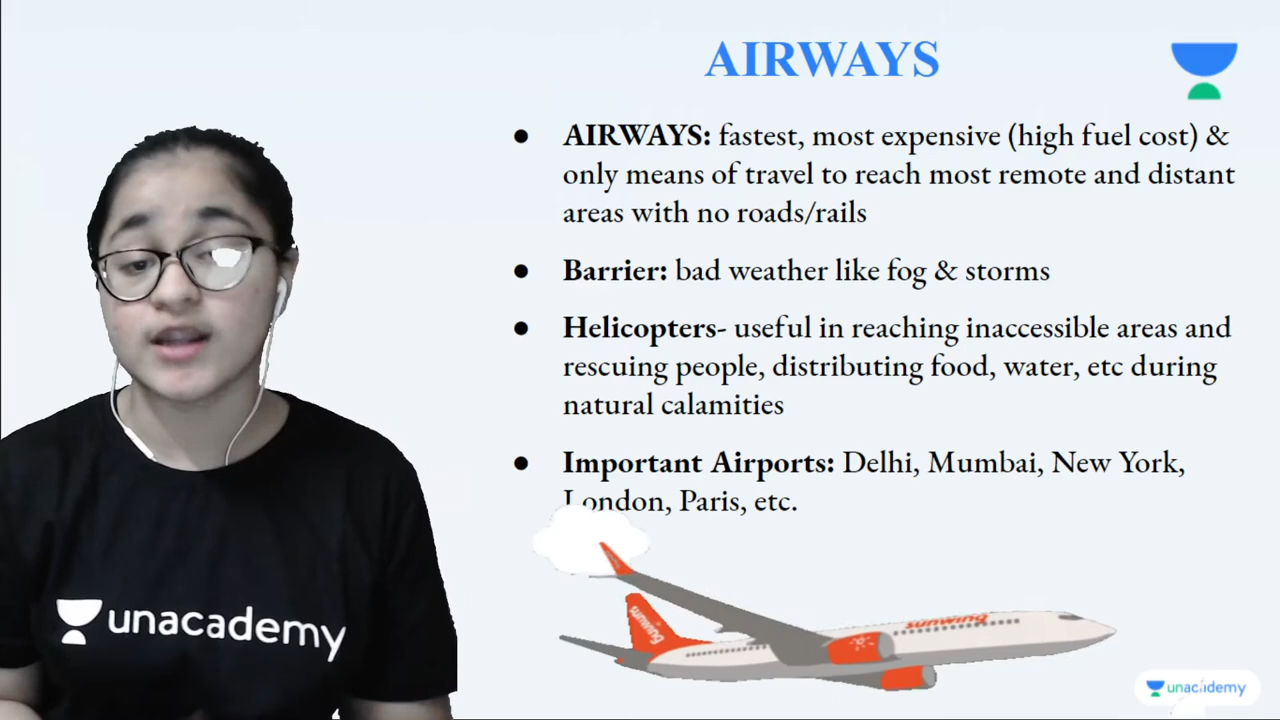 AIRWAYS
● AIRWAYS: fastest, most expensive (high fuel cost) &
only means of travel to reach most remote and distant
areas with no roads/rails
● Barrier: bad weather like fog & storms
● Helicopters- useful in reaching inaccessible areas and
rescuing people, distributing food, water, etc during
natural calamities
● Important Airports: Delhi, Mumbai, New York,
London, Paris, etc.
unacademy
sunwing
sunwing
unacademy